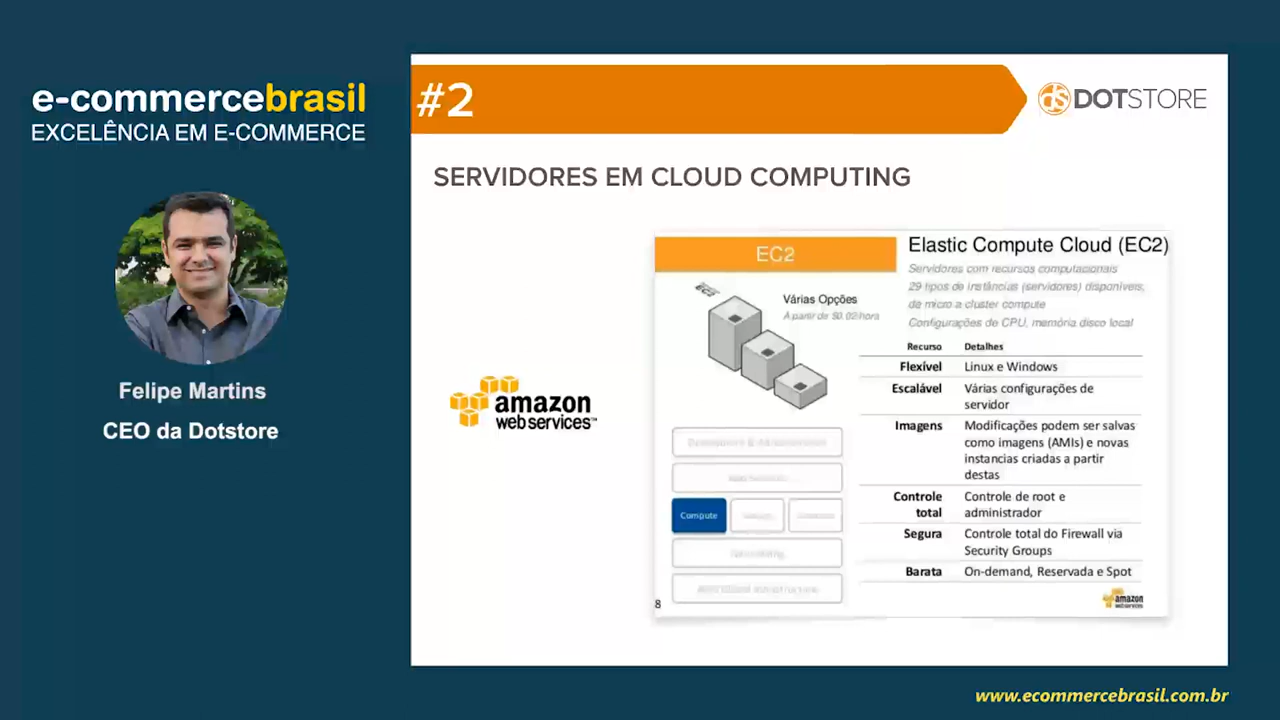 e-commercebrasil
EXCELÊNCIA EM E-COMMERCE
Felipe Martins
CEO da Dotstore
#2
DOTSTORE
SERVIDORES EM CLOUD COMPUTING
amazon
webservices™
EC2
EC2
Várias Opções
A partir de $0.02/hora
Compute
8
Elastic Compute Cloud (EC2)
Servidores com recursos computacionais
29 tipos de instâncias (servidores) disponíveis,
de micro a cluster compute
Configurações de CPU, memória disco local
Recurso Detalhes
Flexível Linux e Windows
Escalável Várias configurações de
servidor
Imagens Modificações podem ser salvas
como imagens (AMIs) e novas
instancias criadas a partir
destas
Controle Controle de root e
total administrador
Segura Controle total do Firewall via
Security Groups
Barata On-demand, Reservada e Spot
amazon
webservices
www.ecommercebrasil.com.br